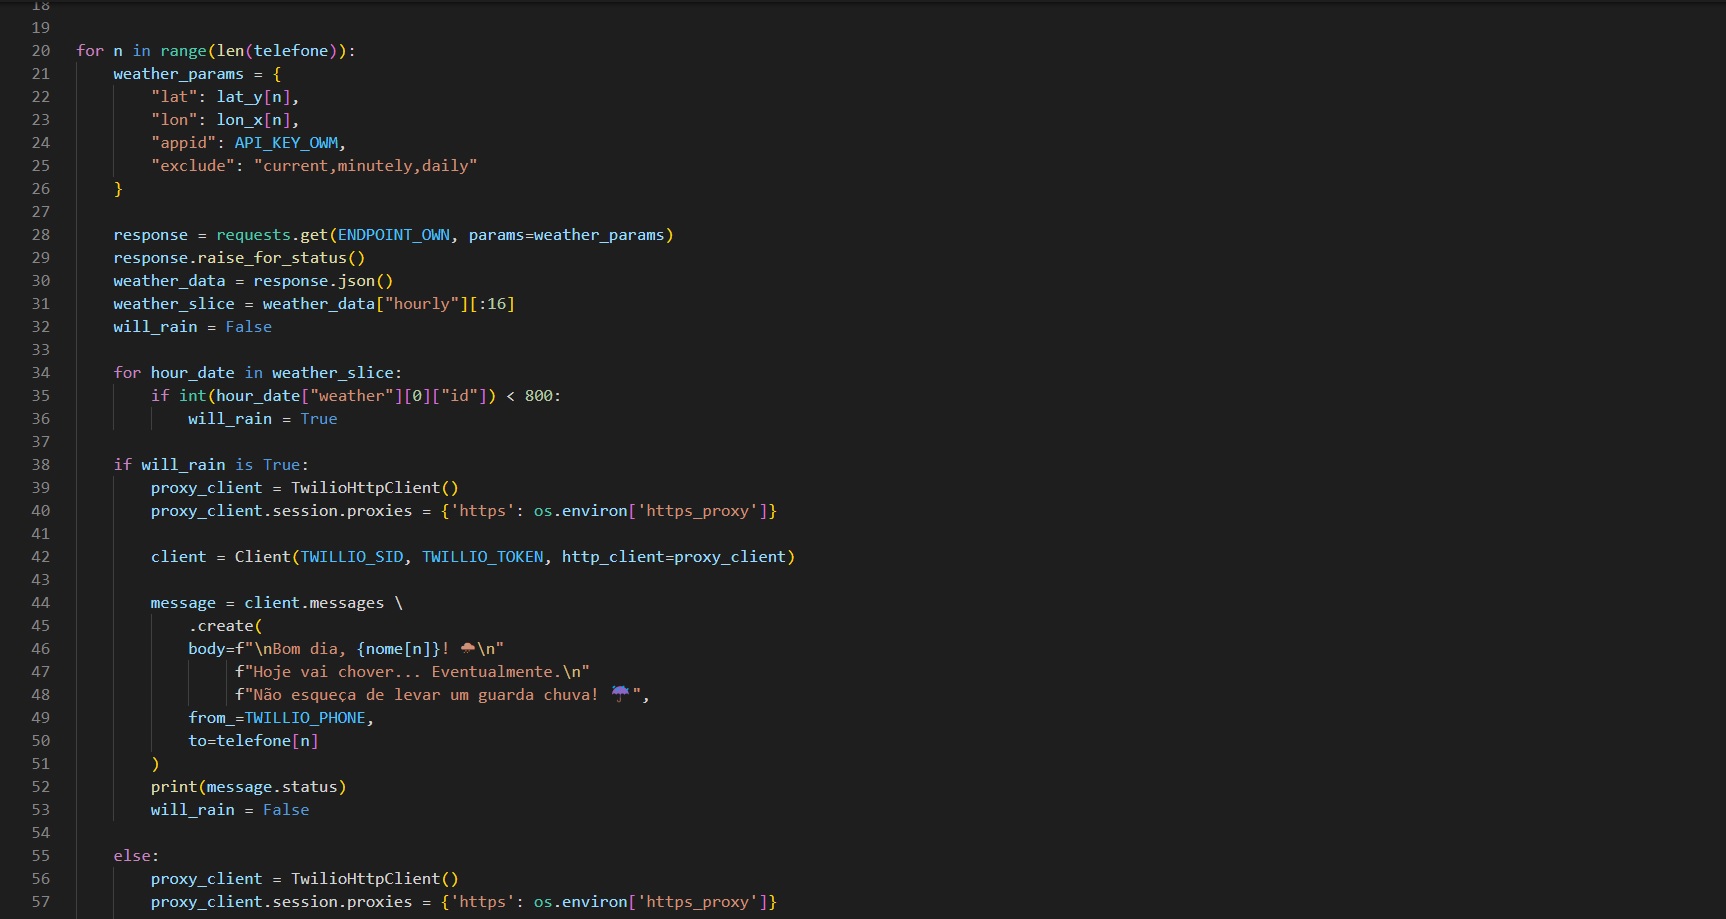 18
19
20 for n in range(len(telefone)):
21     weather_params = {
22         "lat": lat_y[n],
23         "lon": lon_x[n],
24         "appid": API_KEY_OWM,
25         "exclude": "current,minutely,daily"
26     }
27
28     response = requests.get(ENDPOINT_OWN, params=weather_params)
29     response.raise_for_status()
30     weather_data = response.json()
31     weather_slice = weather_data["hourly"][:16]
32     will_rain = False
33
34     for hour_date in weather_slice:
35         if int(hour_date["weather"][0]["id"]) < 800:
36             will_rain = True
37
38     if will_rain is True:
39         proxy_client = TwilioHttpClient()
40         proxy_client.session.proxies = {'https': os.environ['https_proxy']}
41
42         client = Client(TWILLIO_SID, TWILLIO_TOKEN, http_client=proxy_client)
43
44         message = client.messages \
45             .create(
46             body=f"\nBom dia, {nome[n]}! 🌧️\n"
47                  f"Hoje vai chover... Eventualmente.\n"
48                  f"Não esqueça de levar um guarda chuva! ☔",
49             from_=TWILLIO_PHONE,
50             to=telefone[n]
51         )
52         print(message.status)
53         will_rain = False
54
55     else:
56         proxy_client = TwilioHttpClient()
57         proxy_client.session.proxies = {'https': os.environ['https_proxy']}